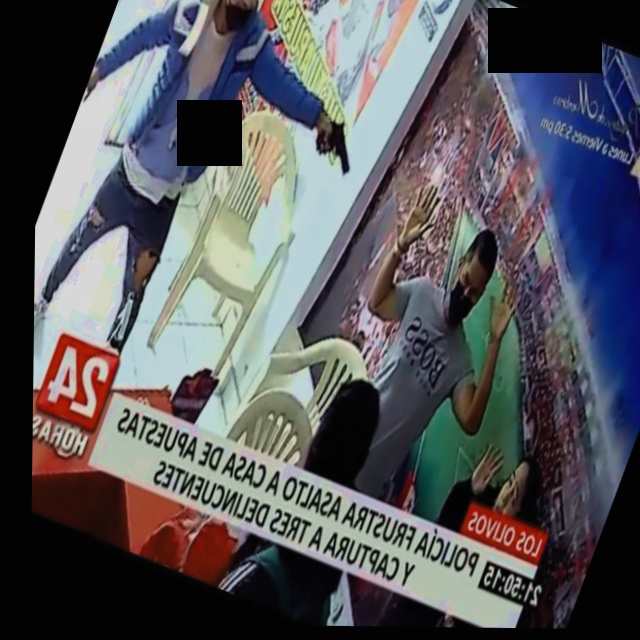 Lunes a Viernes 5:30 pm
24
HORAS
LOS OLIVOS
21:50:15
POLICÍA FRUSTRA ASALTO A CASA DE APUESTAS
Y CAPTURA A TRES DELINCUENTES
BOSS